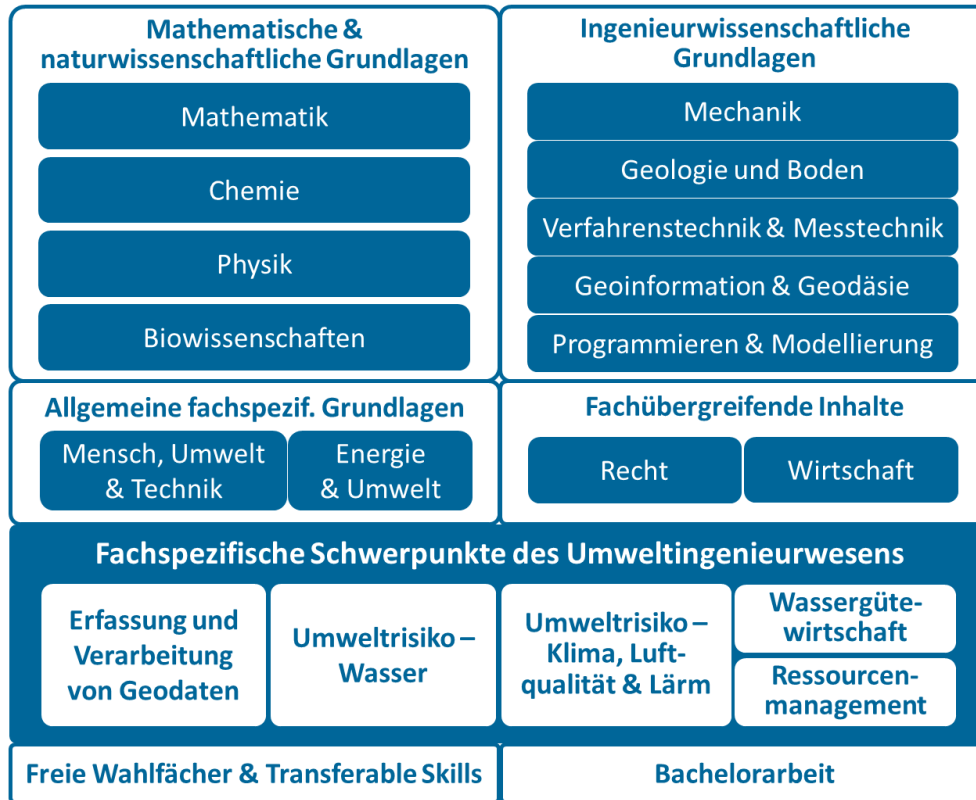 Mathematische &
naturwissenschaftliche Grundlagen
Mathematik
Chemie
Physik
Biowissenschaften
Ingenieurwissenschaftliche
Grundlagen
Mechanik
Geologie und Boden
Verfahrenstechnik & Messtechnik
Geoinformation & Geodäsie
Programmieren & Modellierung
Allgemeine fachspezif. Grundlagen
Mensch, Umwelt
& Technik
Energie
& Umwelt
Fachübergreifende Inhalte
Recht
Wirtschaft
Fachspezifische Schwerpunkte des Umweltingenieurwesens
Erfassung und
Verarbeitung
von Geodaten
Umweltrisiko –
Wasser
Umweltrisiko –
Klima, Luft-
qualität & Lärm
Wassergüte-
wirtschaft
Ressourcen-
management
Freie Wahlfächer & Transferable Skills
Bachelorarbeit